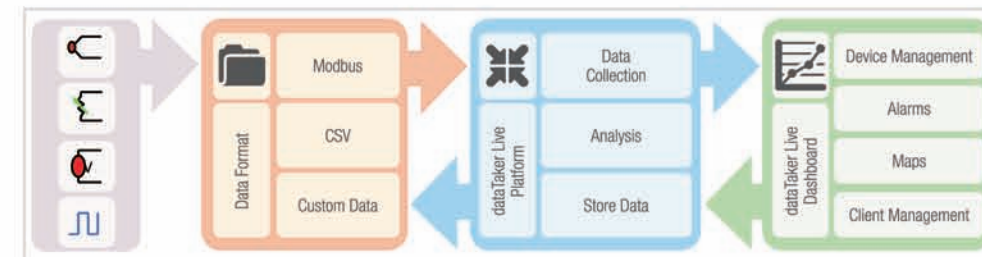 V
Data Format
Modbus
CSV
Custom Data
dataTaker Live
Platform
Data
Collection
Analysis
Store Data
dataTaker Live
Dashboard
Device Management
Alarms
Maps
Client Management